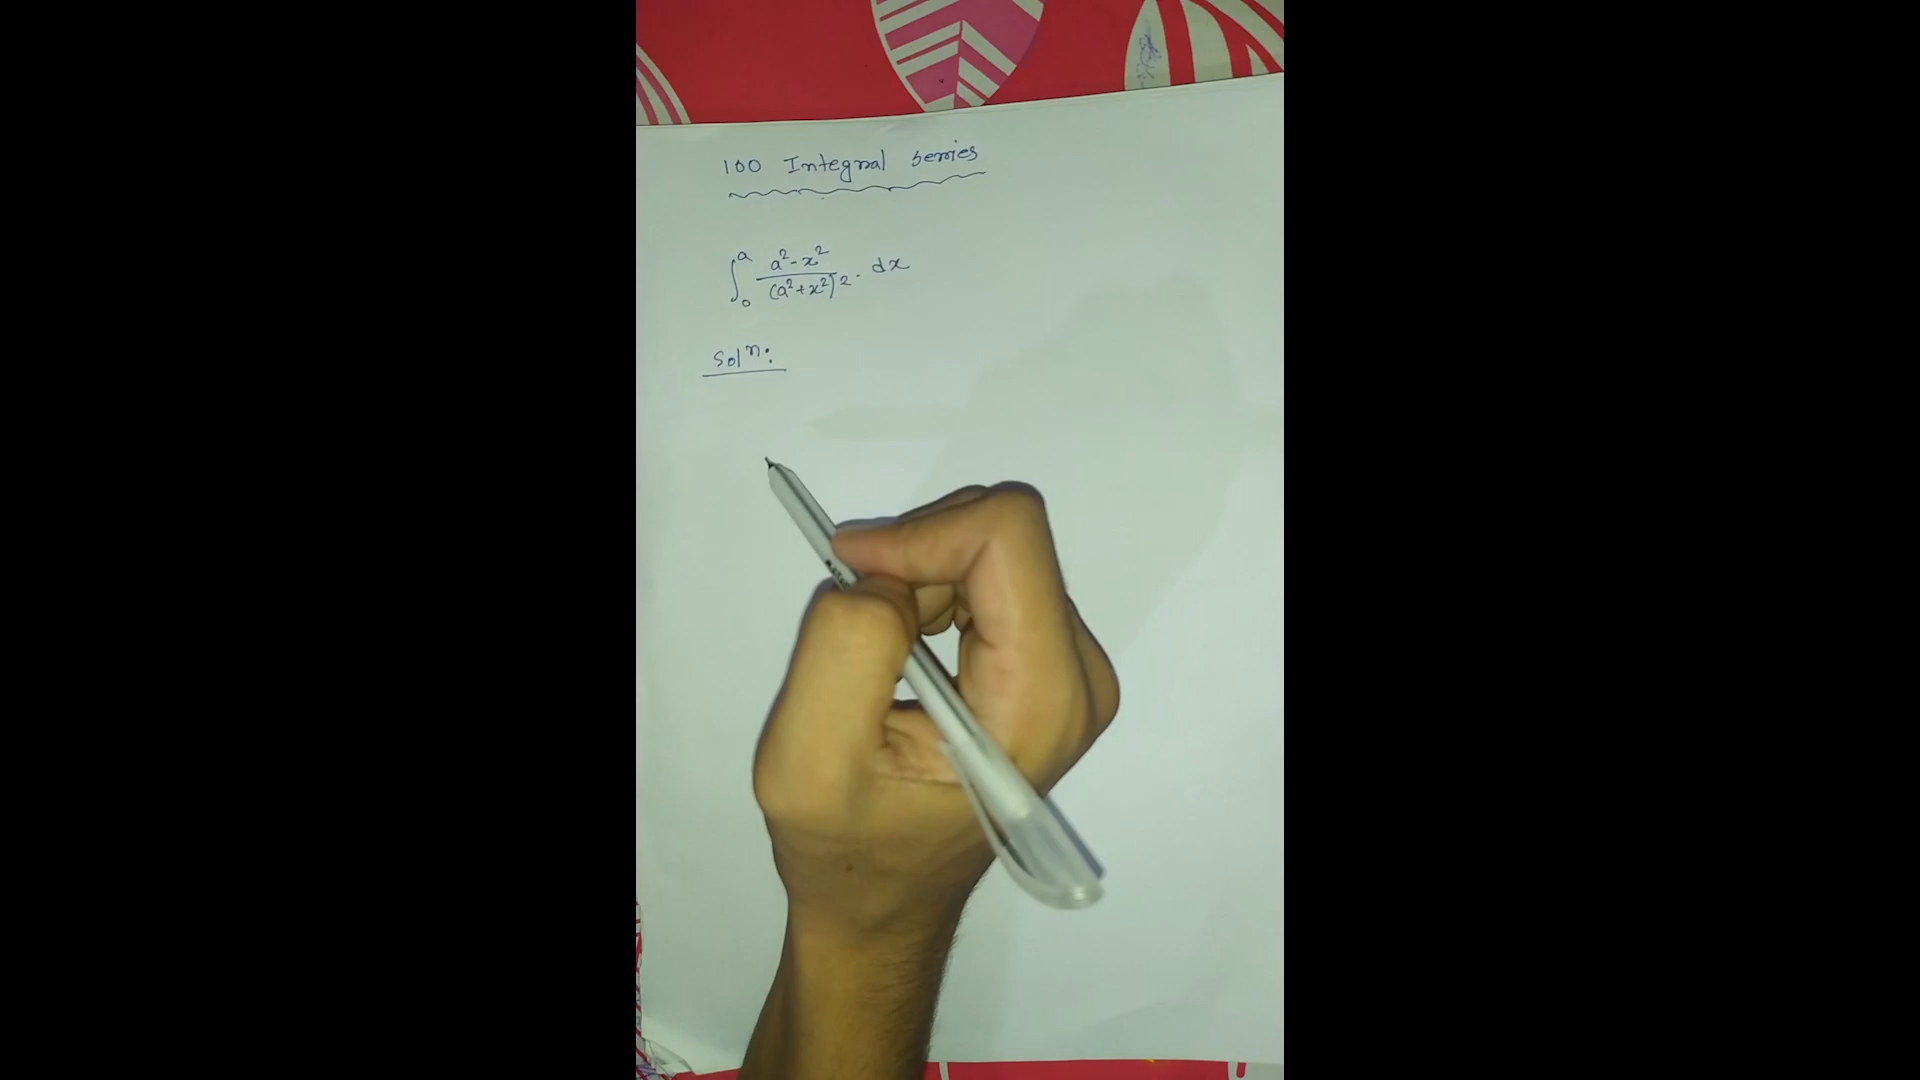 100 Integral series
∫₀ᵃ (a²-x²)/(a²+x²)² · dx
Solⁿ: